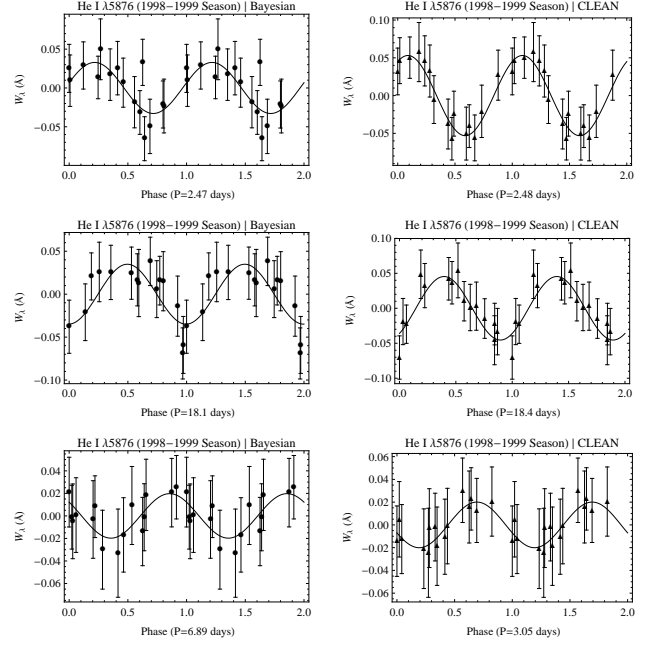 He I λ5876 (1998−1999 Season) | Bayesian
0.05
0.00
−0.05
Wλ (Å)
0.0 0.5 1.0 1.5 2.0
Phase (P=2.47 days)
He I λ5876 (1998−1999 Season) | CLEAN
0.10
0.05
0.00
−0.05
Wλ (Å)
0.0 0.5 1.0 1.5 2.0
Phase (P=2.48 days)
He I λ5876 (1998−1999 Season) | Bayesian
0.05
0.00
−0.05
−0.10
Wλ (Å)
0.0 0.5 1.0 1.5 2.0
Phase (P=18.1 days)
He I λ5876 (1998−1999 Season) | CLEAN
0.10
0.05
0.00
−0.05
−0.10
Wλ (Å)
0.0 0.5 1.0 1.5 2.0
Phase (P=18.4 days)
He I λ5876 (1998−1999 Season) | Bayesian
0.04
0.02
0.00
−0.02
−0.04
−0.06
Wλ (Å)
0.0 0.5 1.0 1.5 2.0
Phase (P=6.89 days)
He I λ5876 (1998−1999 Season) | CLEAN
0.06
0.04
0.02
0.00
−0.02
−0.04
−0.06
Wλ (Å)
0.0 0.5 1.0 1.5 2.0
Phase (P=3.05 days)